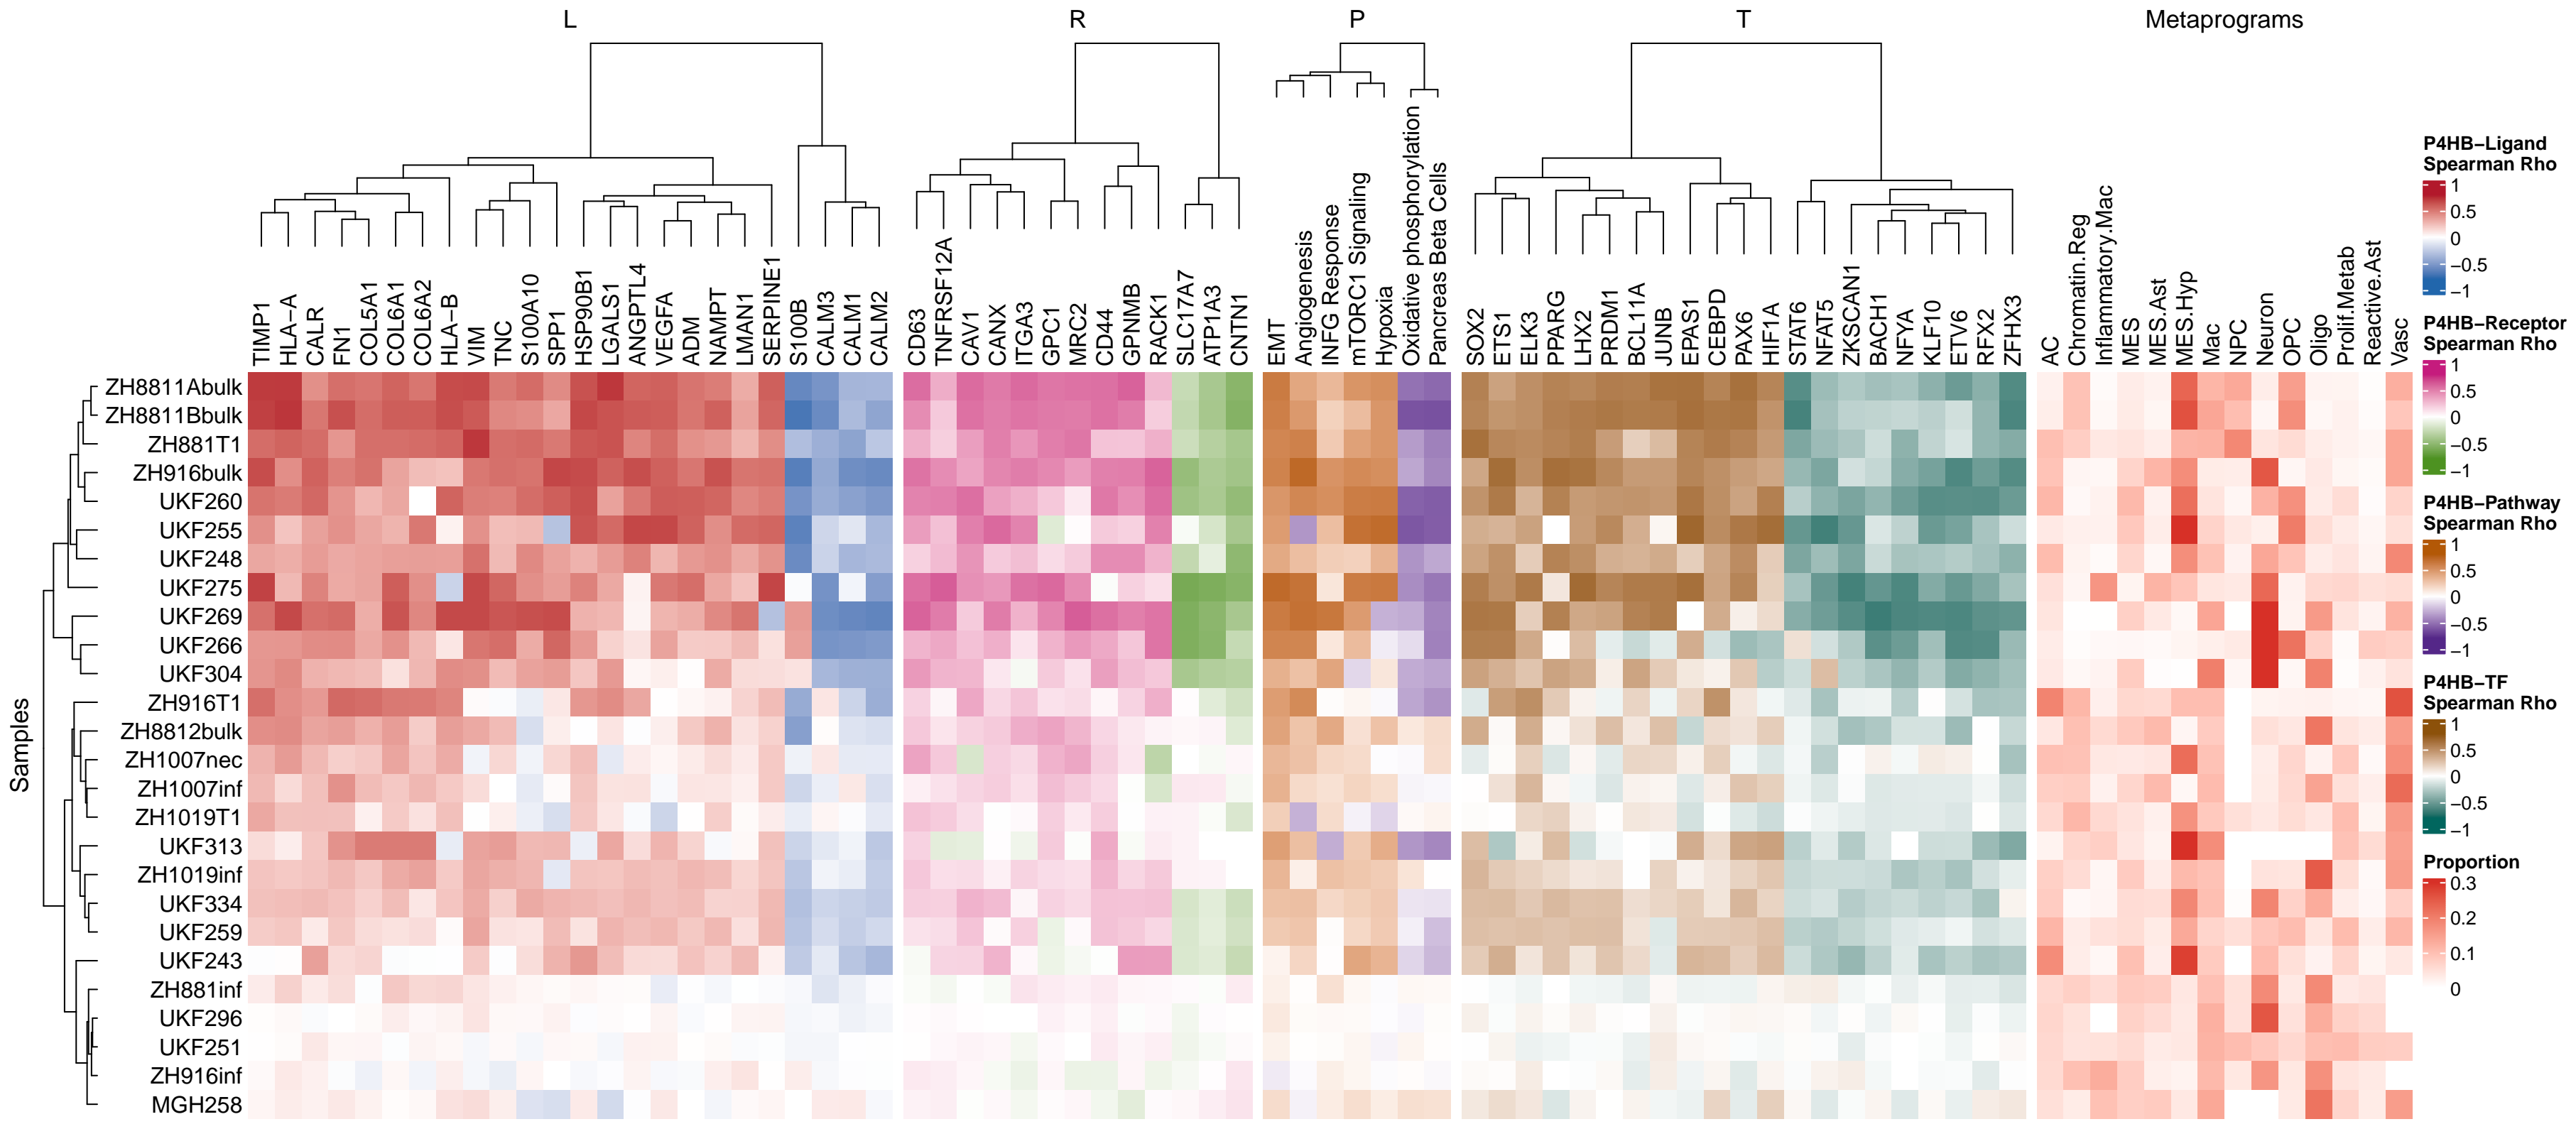 L
R
P
T
Metaprograms
TIMP1
HLA−A
CALR
FN1
COL5A1
COL6A1
COL6A2
HLA−B
VIM
TNC
S100A10
SPP1
HSP90B1
LGALS1
ANGPTL4
VEGFA
ADM
NAMPT
LMAN1
SERPINE1
S100B
CALM3
CALM1
CALM2
CD63
TNFRSF12A
CAV1
CANX
ITGA3
GPC1
MRC2
CD44
GPNMB
RACK1
SLC17A7
ATP1A3
CNTN1
EMT
Angiogenesis
INFG Response
mTORC1 Signaling
Hypoxia
Oxidative phosphorylation
Pancreas Beta Cells
SOX2
ETS1
ELK3
PPARG
LHX2
PRDM1
BCL11A
JUNB
EPAS1
CEBPD
PAX6
HIF1A
STAT6
NFAT5
ZKSCAN1
BACH1
NFYA
KLF10
ETV6
RFX2
ZFHX3
AC
Chromatin.Reg
Inflammatory.Mac
MES
MES.Ast
MES.Hyp
Mac
NPC
Neuron
OPC
Oligo
Prolif.Metab
Reactive.Ast
Vasc
Samples
ZH8811Abulk
ZH8811Bbulk
ZH881T1
ZH916bulk
UKF260
UKF255
UKF248
UKF275
UKF269
UKF266
UKF304
ZH916T1
ZH8812bulk
ZH1007nec
ZH1007inf
ZH1019T1
UKF313
ZH1019inf
UKF334
UKF259
UKF243
ZH881inf
UKF296
UKF251
ZH916inf
MGH258
P4HB−Ligand
Spearman Rho
1
0.5
0
−0.5
−1
P4HB−Receptor
Spearman Rho
1
0.5
0
−0.5
−1
P4HB−Pathway
Spearman Rho
1
0.5
0
−0.5
−1
P4HB−TF
Spearman Rho
1
0.5
0
−0.5
−1
Proportion
0.3
0.2
0.1
0